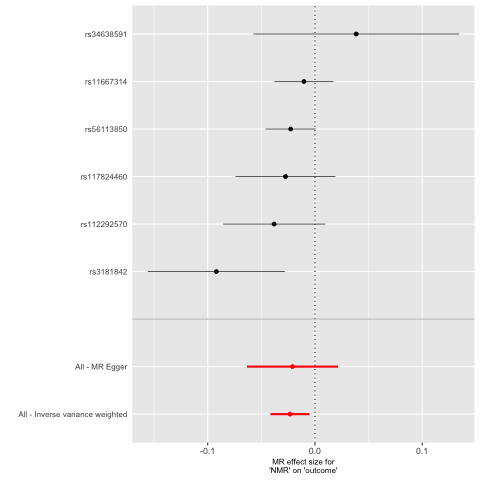 rs34638591
rs11667314
rs56113850
rs117824460
rs112292570
rs3181842
All - MR Egger
All - Inverse variance weighted
-0.1
0.0
0.1
MR effect size for
'NMR' on 'outcome'